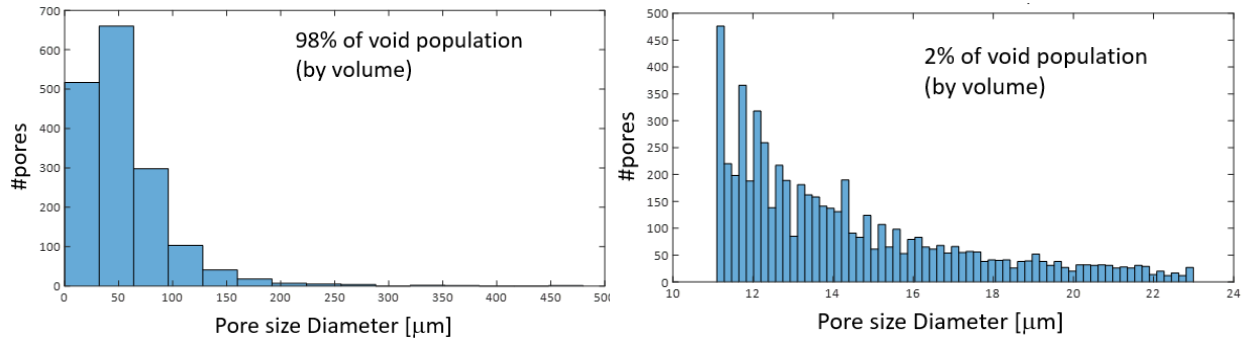 98% of void population
(by volume)
#pores
700
600
500
400
300
200
100
0
0 50 100 150 200 250 300 350 400 450 500
Pore size Diameter [μm]
2% of void population
(by volume)
#pores
500
450
400
350
300
250
200
150
100
50
0
10 12 14 16 18 20 22 24
Pore size Diameter [μm]